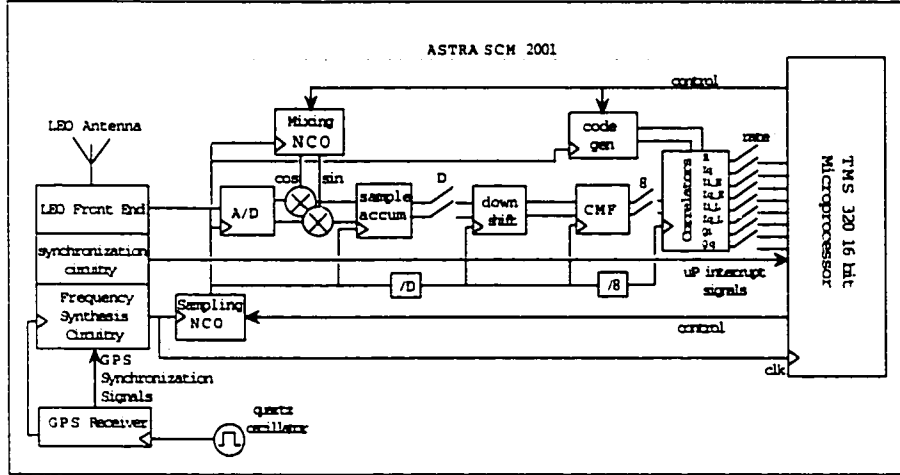 ASTRA SCM 2001
control
LEO Antenna
Mixing
NCO
code
gen
rate
cos
sin
D
8
LEO Front End
A/D
sample
accum
down
shift
CMF
Correlators
TMS 320 16 bit
Microprocessor
synchronization
circuitry
uP interrupt
signals
/D
/8
Frequency
Synthesis
Circuitry
Sampling
NCO
control
clk
GPS
Synchronization
Signals
GPS Receiver
quartz
oscillator